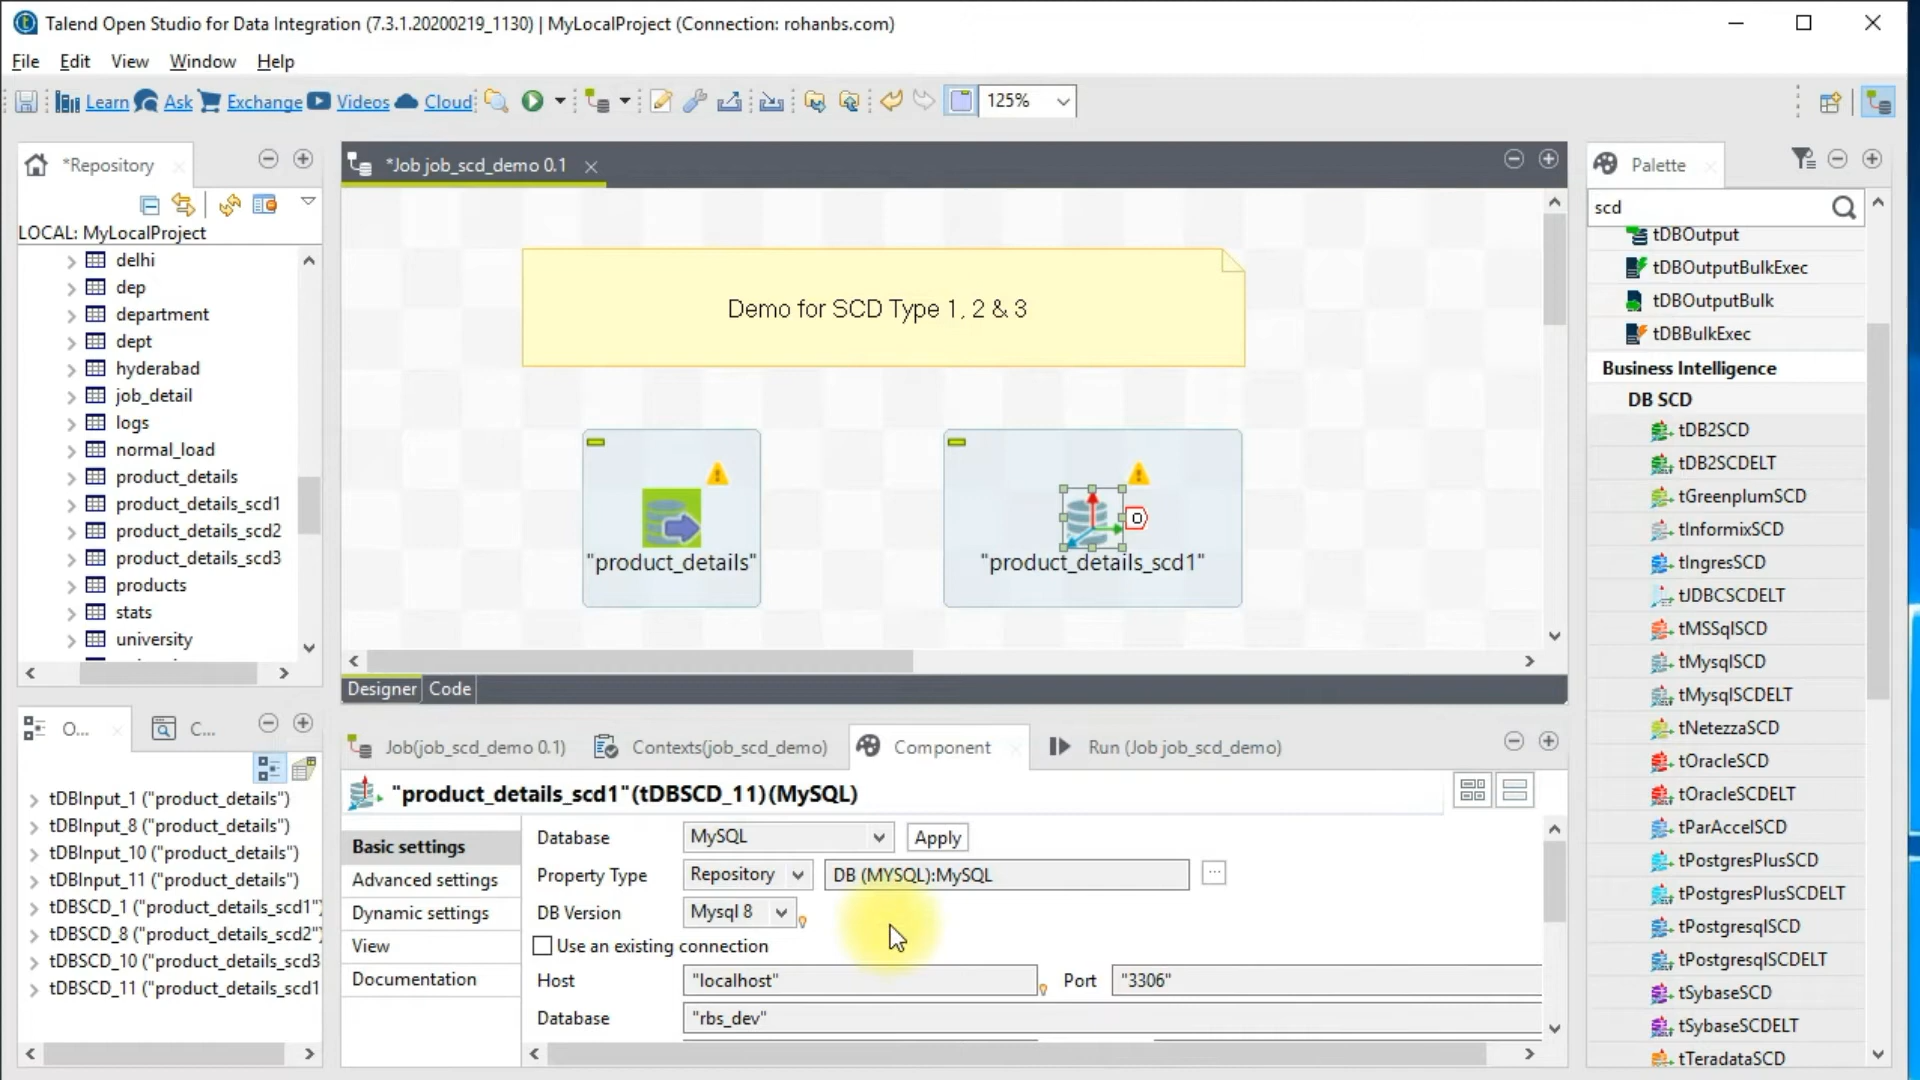 Talend Open Studio for Data Integration (7.3.1.20200219_1130) | MyLocalProject (Connection: rohanbs.com)
File Edit View Window Help
Learn Ask Exchange Videos Cloud 125%
*Repository
LOCAL: MyLocalProject
delhi
dep
department
dept
hyderabad
job_detail
logs
normal_load
product_details
product_details_scd1
product_details_scd2
product_details_scd3
products
stats
university
O... C...
tDBInput_1 ("product_details")
tDBInput_8 ("product_details")
tDBInput_10 ("product_details")
tDBInput_11 ("product_details")
tDBSCD_1 ("product_details_scd1")
tDBSCD_8 ("product_details_scd2")
tDBSCD_10 ("product_details_scd3
tDBSCD_11 ("product_details_scd1
*Job job_scd_demo 0.1
Demo for SCD Type 1, 2 & 3
"product_details"
O
"product_details_scd1"
Designer Code
Job(job_scd_demo 0.1) Contexts(job_scd_demo) Component Run (Job job_scd_demo)
"product_details_scd1"(tDBSCD_11)(MySQL)
Basic settings
Advanced settings
Dynamic settings
View
Documentation
Database MySQL Apply
Property Type Repository DB (MYSQL):MySQL ...
DB Version Mysql 8
Use an existing connection
Host "localhost" Port "3306"
Database "rbs_dev"
Palette
scd
tDBOutput
tDBOutputBulkExec
tDBOutputBulk
tDBBulkExec
Business Intelligence
DB SCD
tDB2SCD
tDB2SCDELT
tGreenplumSCD
tInformixSCD
tIngresSCD
tJDBCSCDELT
tMSSqlSCD
tMysqlSCD
tMysqlSCDELT
tNetezzaSCD
tOracleSCD
tOracleSCDELT
tParAccelSCD
tPostgresPlusSCD
tPostgresPlusSCDELT
tPostgresqlSCD
tPostgresqlSCDELT
tSybaseSCD
tSybaseSCDELT
tTeradataSCD